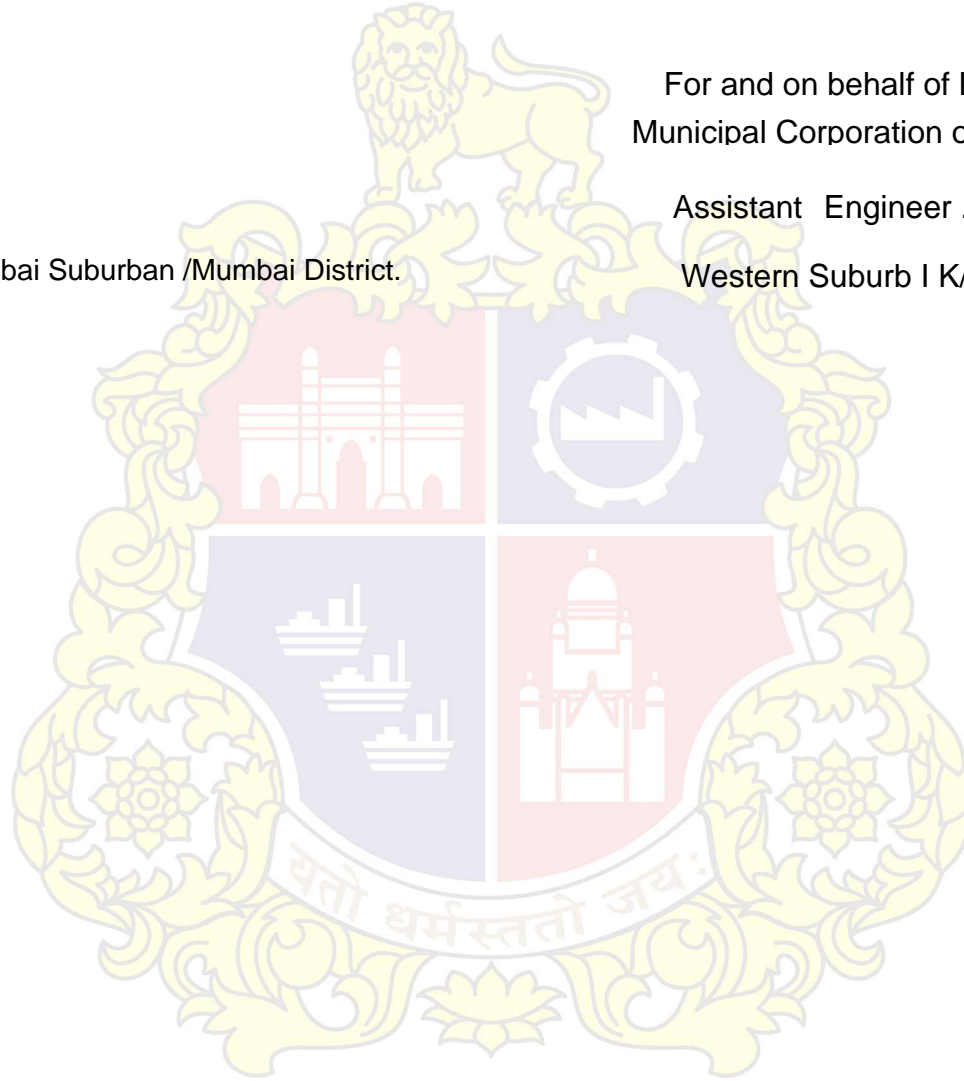 For and on behalf of
Municipal Corporation
Assistant Engineer .
bai Suburban /Mumbai District.
Western Suburb I K/
यतो धर्मस्ततो जय: